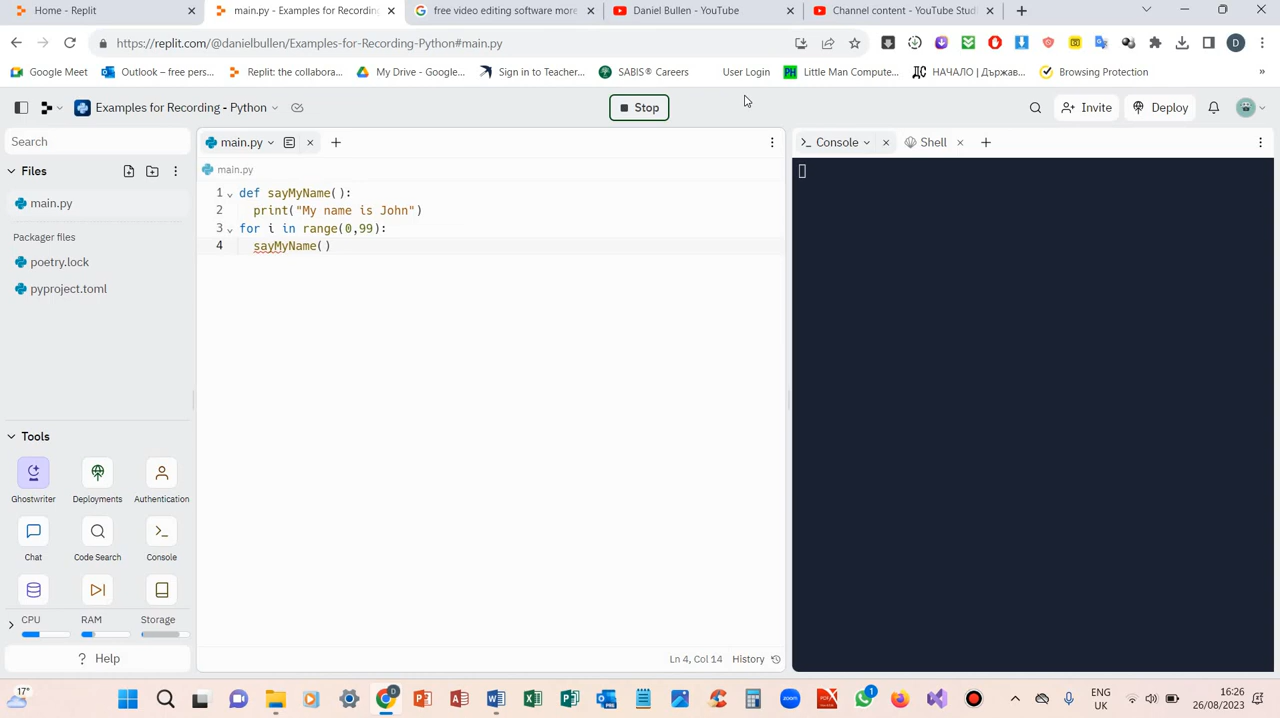 Home - Replit
main.py - Examples for Recording
free video editing software more
Daniel Bullen - YouTube
Channel content - YouTube Stud
https://replit.com/@danielbullen/Examples-for-Recording-Python#main.py
D
Google Meet
Outlook – free pers...
Replit: the collabora...
My Drive - Google...
Sign in to Teacher...
SABIS® Careers
User Login
PH Little Man Compute...
ДС НАЧАЛО | Държав...
Browsing Protection
»
Examples for Recording - Python
Stop
Invite
Deploy
Search
main.py
Console
Shell
Files
main.py
main.py
Packager files
poetry.lock
pyproject.toml
1 def sayMyName():
2 print("My name is John")
3 for i in range(0,99):
4 sayMyName()
Tools
Ghostwriter
Deployments
Authentication
Chat
Code Search
Console
CPU
RAM
Storage
? Help
Ln 4, Col 14
History
17°
D
zoom
1
ENG
UK
16:26
26/08/2023